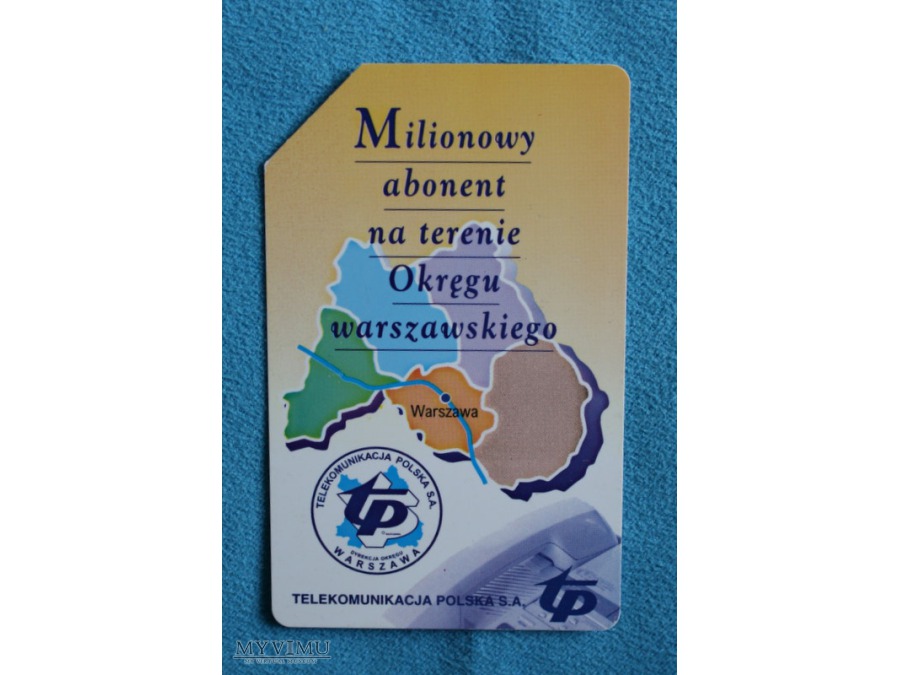 Milionowy
abonent
na terenie
Okręgu
warszawskiego
Warszawa
TELEKOMUNIKACJA POLSKA S.A.
tp
DYREKCJA OKRĘGU
WARSZAWA
TELEKOMUNIKACJA POLSKA S.A.
tp
MYVIMU